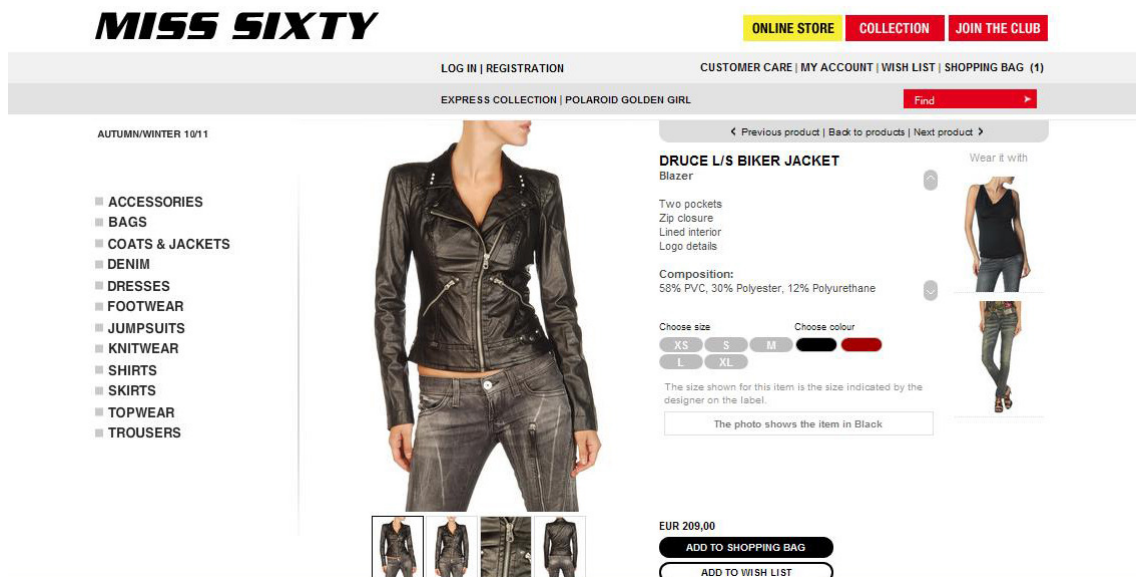 MISS SIXTY
ONLINE STORE
COLLECTION
JOIN THE CLUB
LOG IN | REGISTRATION
CUSTOMER CARE | MY ACCOUNT | WISH LIST | SHOPPING BAG (1)
EXPRESS COLLECTION | POLAROID GOLDEN GIRL
Find
AUTUMN/WINTER 10/11
ACCESSORIES
BAGS
COATS & JACKETS
DENIM
DRESSES
FOOTWEAR
JUMPSUITS
KNITWEAR
SHIRTS
SKIRTS
TOPWEAR
TROUSERS
Previous product | Back to products | Next product
DRUCE L/S BIKER JACKET
Blazer
Two pockets
Zip closure
Lined interior
Logo details
Composition:
58% PVC, 30% Polyester, 12% Polyurethane
Wear it with
Choose size
Choose colour
XS S M
L XL
The size shown for this item is the size indicated by the
designer on the label.
The photo shows the item in Black
EUR 209,00
ADD TO SHOPPING BAG
ADD TO WISH LIST